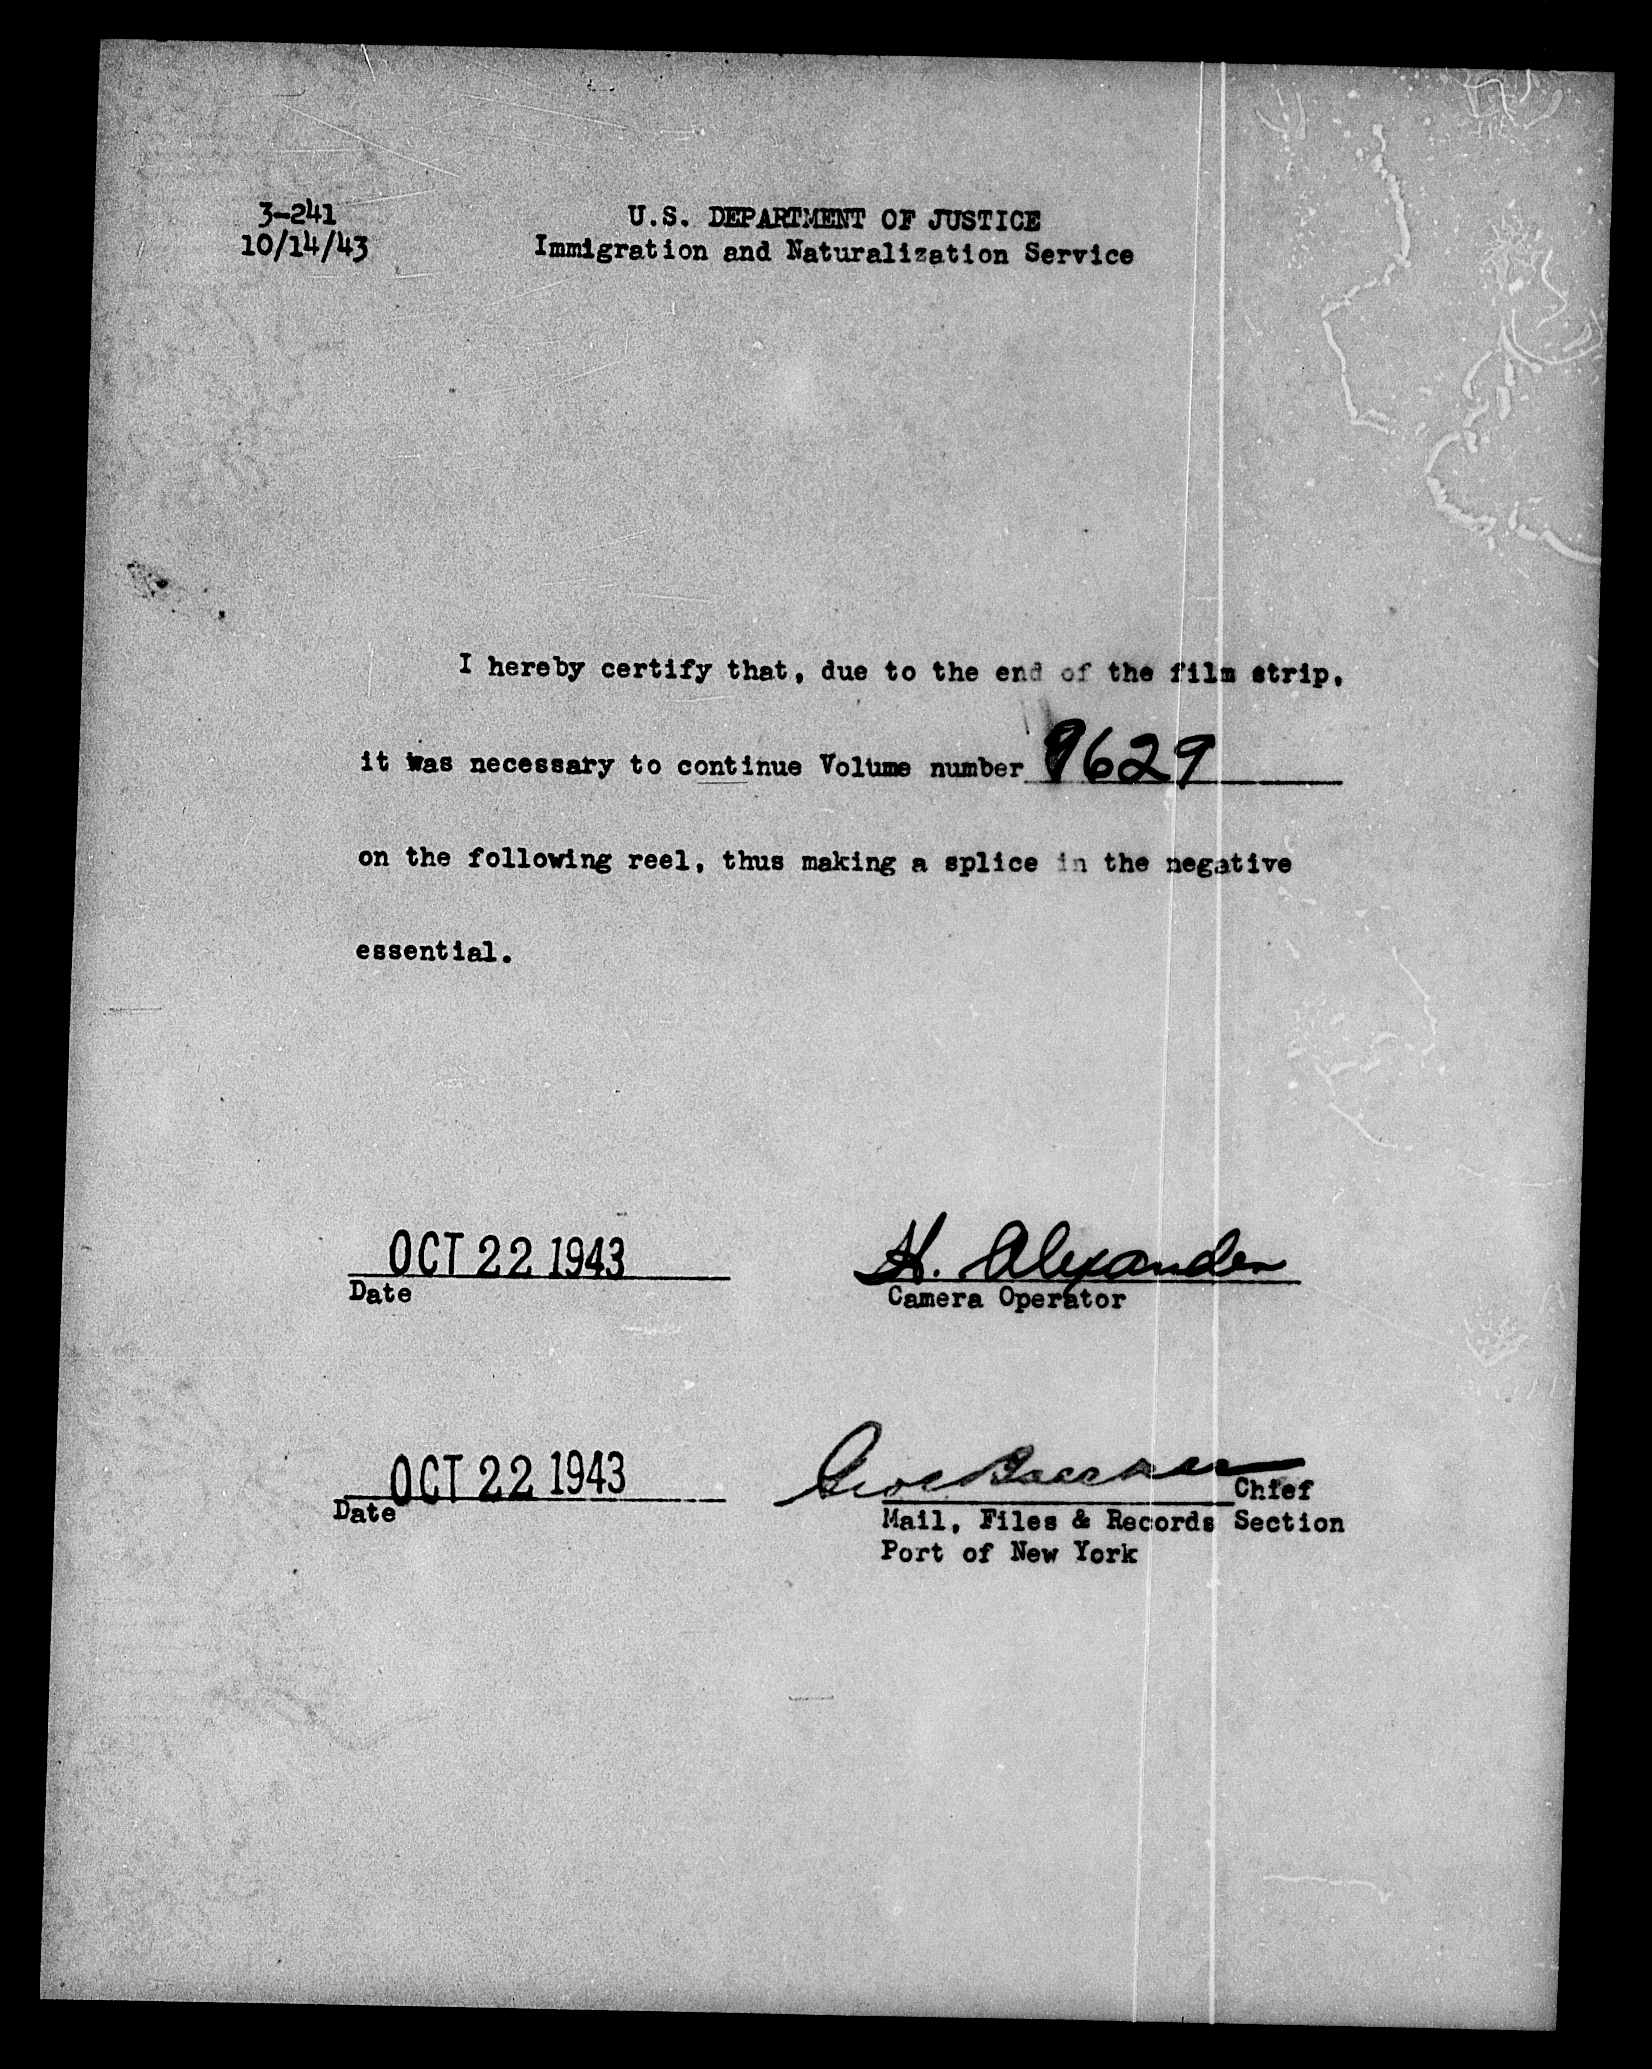 3-241
10/14/43
U.S. DEPARTMENT OF JUSTICE
Immigration and Naturalization Service
I hereby certify that, due to the end of the film strip,
it was necessary to continue Volume number 9629
on the following reel, thus making a splice in the negative
essential.
OCT 22 1943
Date
H. Alexander
Camera Operator
OCT 22 1943
Date
Chief
Mail, Files & Records Section
Port of New York